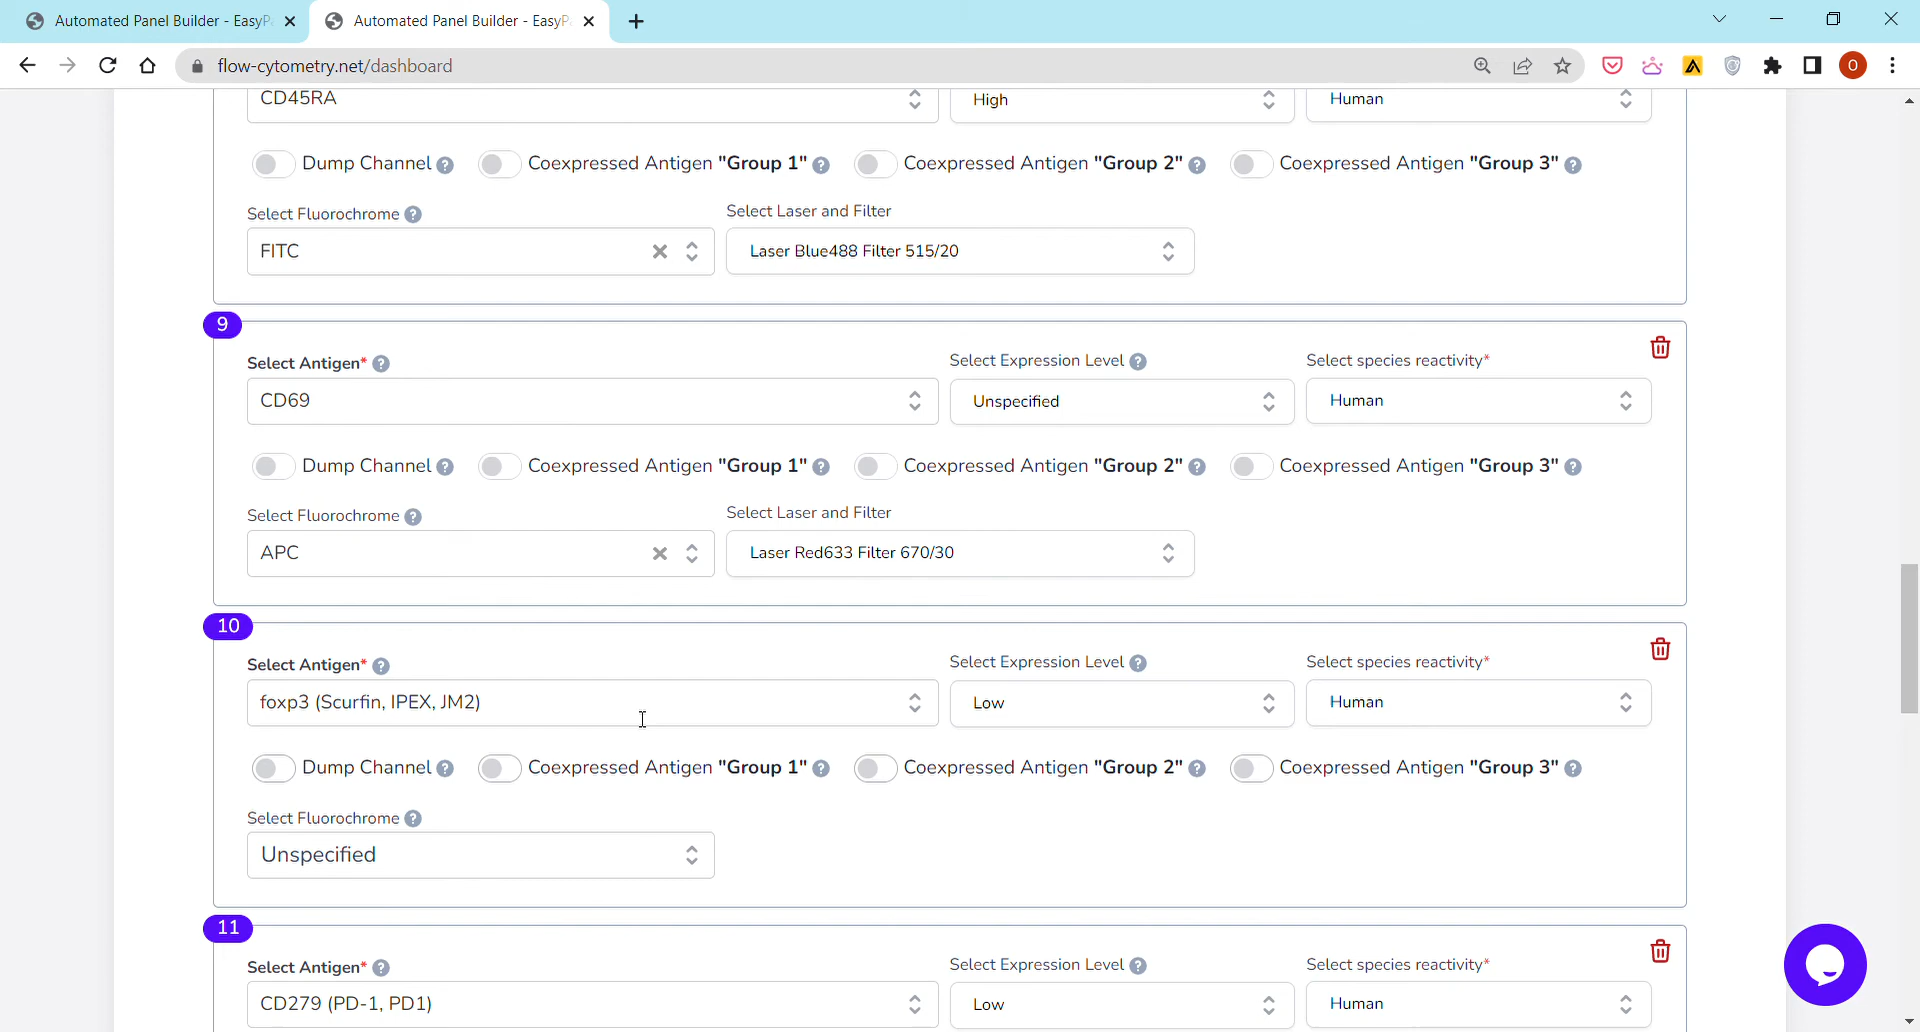 Automated Panel Builder - EasyP
Automated Panel Builder - EasyP
flow-cytometry.net/dashboard
O
CD45RA
High
Human
Dump Channel ?
Coexpressed Antigen "Group 1" ?
Coexpressed Antigen "Group 2" ?
Coexpressed Antigen "Group 3" ?
Select Fluorochrome ?
Select Laser and Filter
FITC
Laser Blue488 Filter 515/20
9
Select Antigen* ?
Select Expression Level ?
Select species reactivity*
CD69
Unspecified
Human
Dump Channel ?
Coexpressed Antigen "Group 1" ?
Coexpressed Antigen "Group 2" ?
Coexpressed Antigen "Group 3" ?
Select Fluorochrome ?
Select Laser and Filter
APC
Laser Red633 Filter 670/30
10
Select Antigen* ?
Select Expression Level ?
Select species reactivity*
foxp3 (Scurfin, IPEX, JM2)
Low
Human
Dump Channel ?
Coexpressed Antigen "Group 1" ?
Coexpressed Antigen "Group 2" ?
Coexpressed Antigen "Group 3" ?
Select Fluorochrome ?
Unspecified
11
Select Antigen* ?
Select Expression Level ?
Select species reactivity*
CD279 (PD-1, PD1)
Low
Human